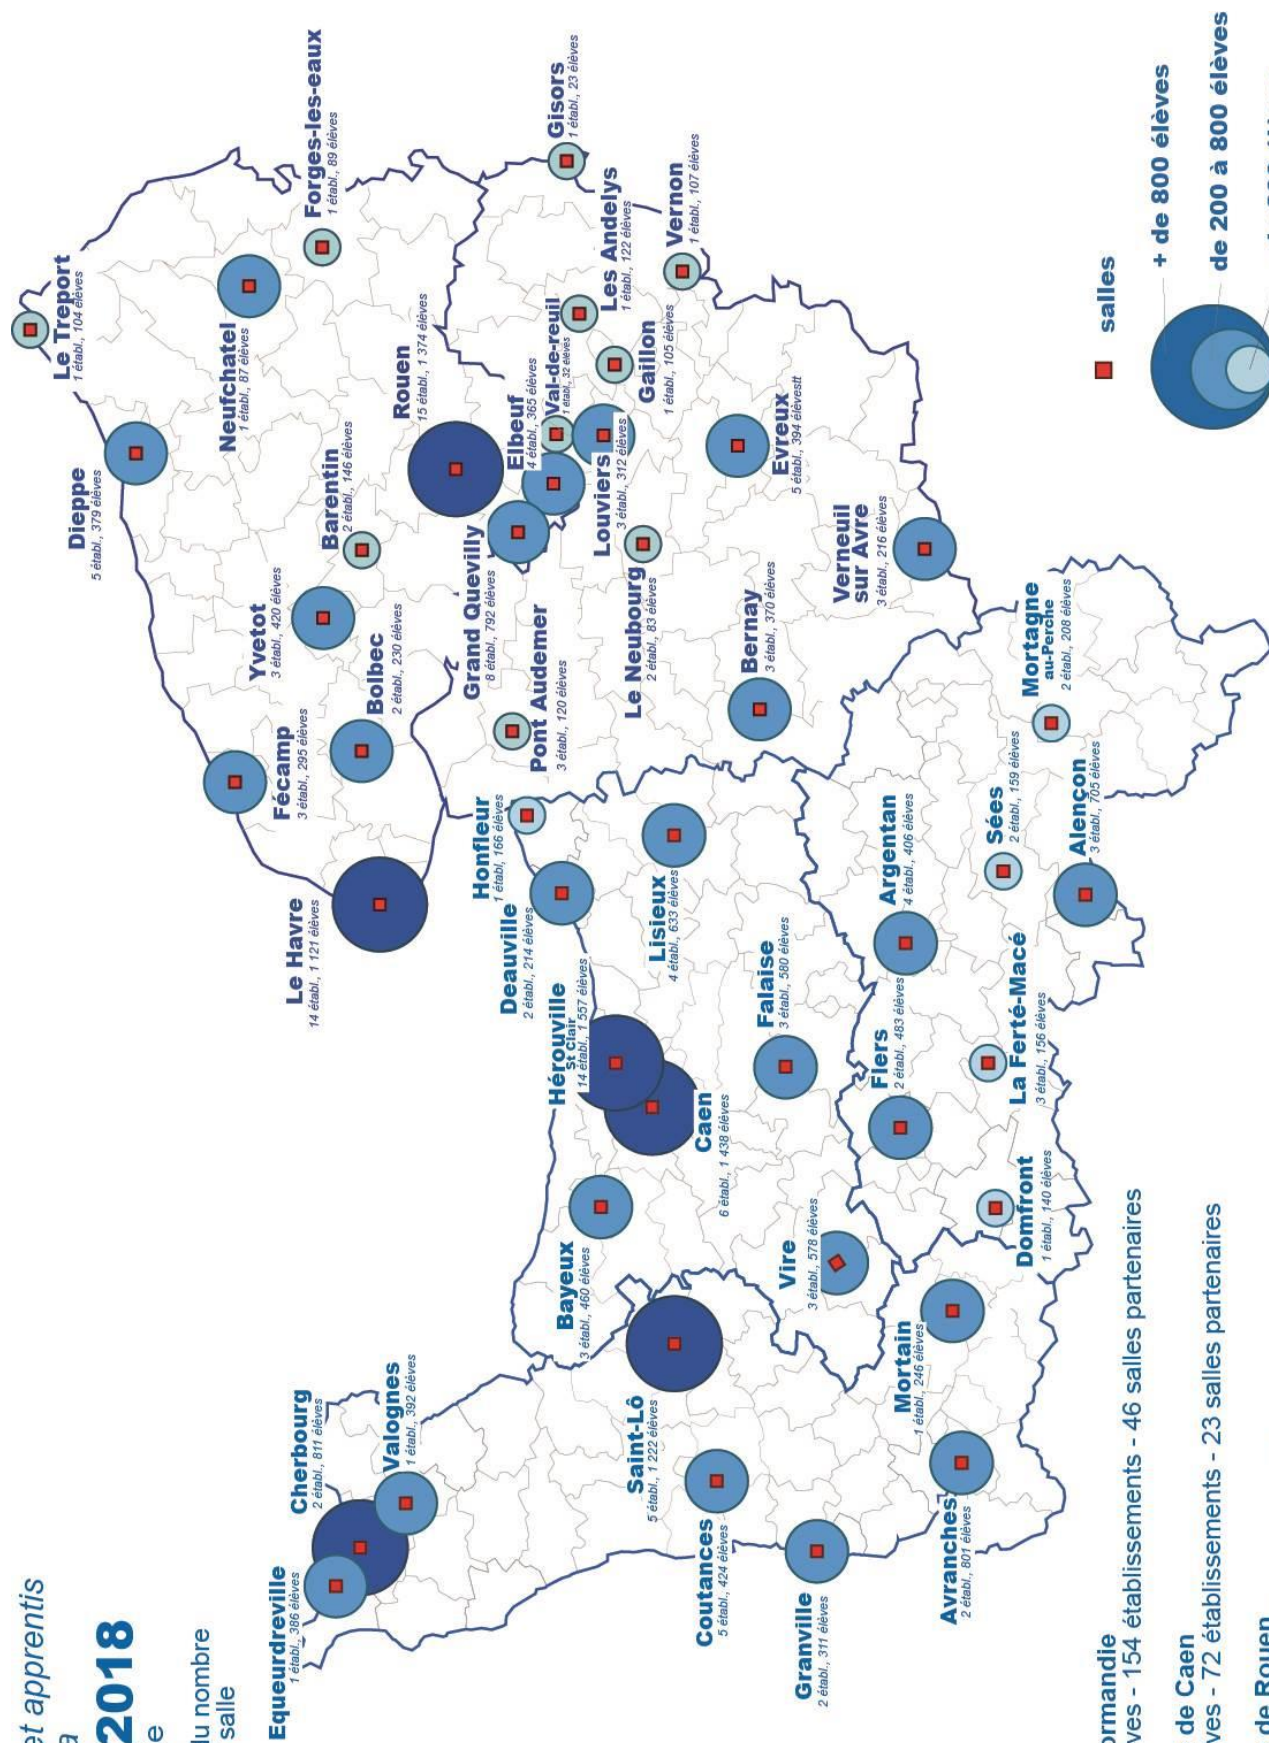 et apprentis
a
2018
e
du nombre
salle
Equeurdreville
1 établ., 386 élèves
Cherbourg
2 établ., 811 élèves
Valognes
1 établ., 392 élèves
Saint-Lô
5 établ., 1 222 élèves
Coutances
5 établ., 424 élèves
Granville
2 établ., 311 élèves
Avranches
2 établ., 801 élèves
Mortain
1 établ., 246 élèves
Bayeux
3 établ., 460 élèves
Vire
3 établ., 578 élèves
Hérouville
St Clair
14 établ., 1 557 élèves
Caen
6 établ., 1 438 élèves
Falaise
3 établ., 580 élèves
Deauville
2 établ., 214 élèves
Honfleur
1 établ, 166 élèves
Lisieux
4 établ., 633 élèves
Flers
2 établ., 483 élèves
Argentan
4 établ., 406 élèves
Domfront
1 établ., 140 élèves
La Ferté-Macé
3 établ., 156 élèves
Sées
2 établ., 159 élèves
Alençon
3 établ., 705 élèves
Mortagne
au-Perche
2 établ., 208 élèves
Le Havre
14 établ., 1 121 élèves
Fécamp
3 établ., 295 élèves
Bolbec
2 établ., 230 élèves
Yvetot
3 établ., 420 élèves
Barentin
2 établ., 146 élèves
Dieppe
5 établ., 379 élèves
Le Treport
1 établ., 104 élèves
Neufchatel
1 établ., 87 élèves
Forges-les-eaux
1 établ., 89 élèves
Rouen
15 établ., 1 374 élèves
Grand Quevilly
8 établ., 792 élèves
Elbeuf
4 établ., 365 élèves
Val-de-reuil
1 établ., 32 élèves
Louviers
3 établ., 312 élèves
Pont Audemer
3 établ., 120 élèves
Le Neubourg
2 établ., 83 élèves
Bernay
3 établ., 370 élèves
Verneuil
sur Avre
3 établ., 216 élèves
Evreux
5 établ., 394 élèvestt
Gaillon
1 établ., 105 élèves
Les Andelys
1 établ., 122 élèves
Vernon
1 établ., 107 élèves
Gisors
1 établ., 23 élèves
salles
+ de 800 élèves
de 200 à 800 élèves
ormandie
ves - 154 établissements - 46 salles partenaires
de Caen
ves - 72 établissements - 23 salles partenaires
de Rouen